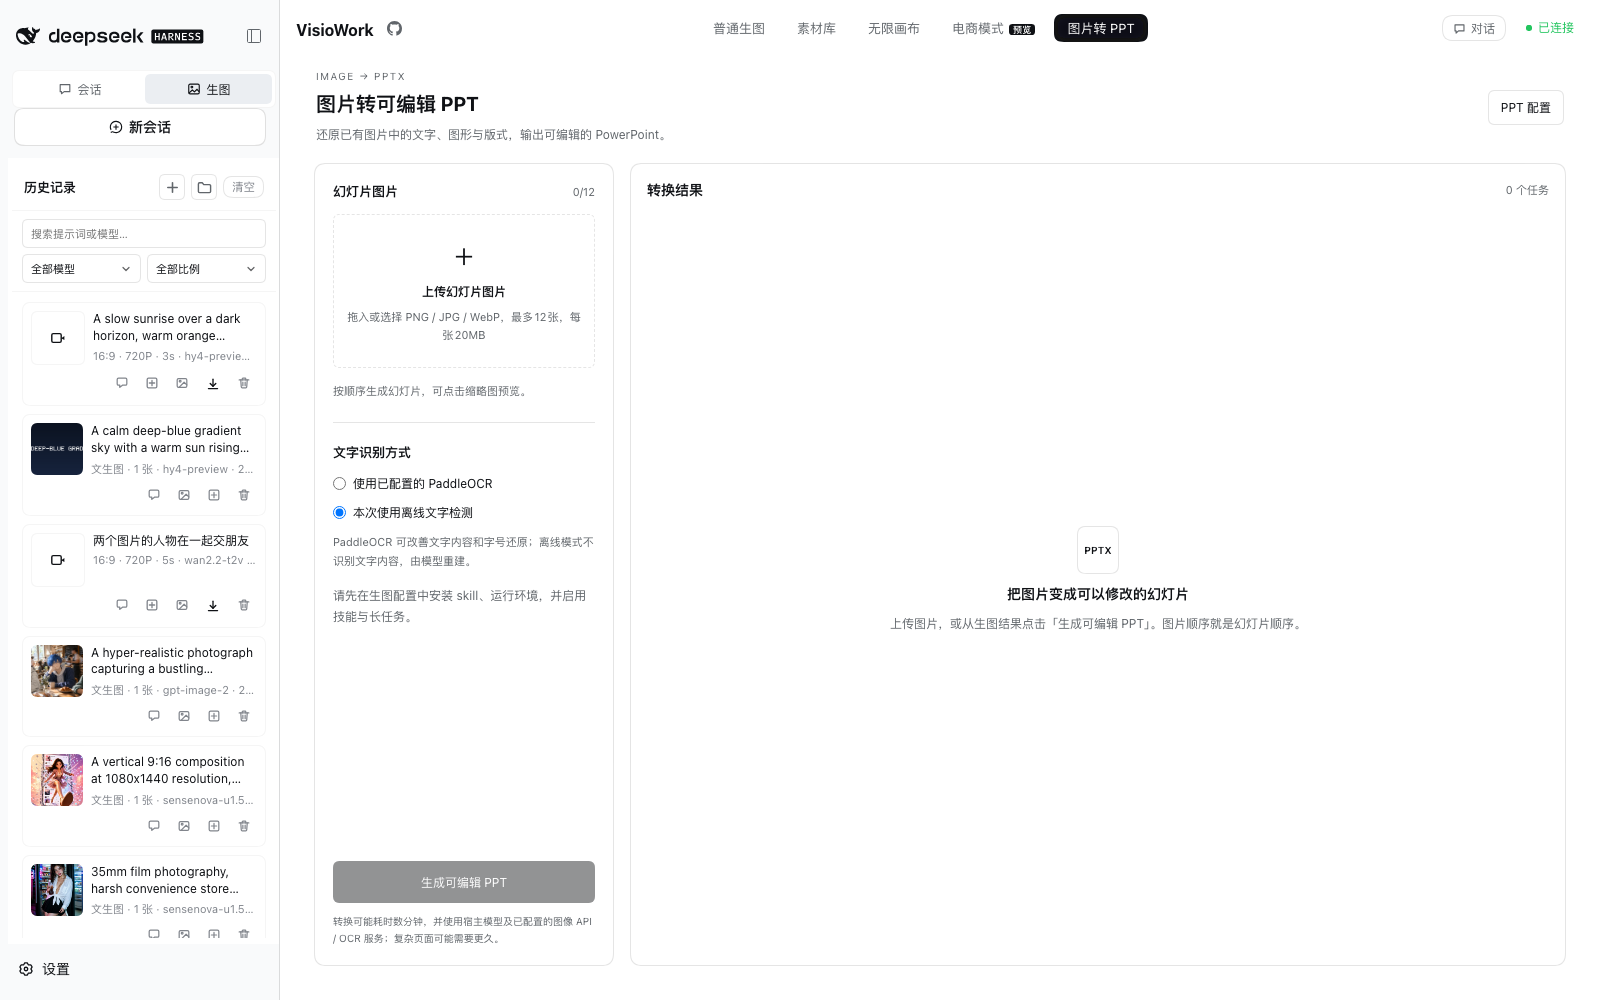 deepseek HARNESS
会话
生图
新会话
历史记录
清空
搜索提示词或模型...
全部模型
全部比例
A slow sunrise over a dark
horizon, warm orange...
16:9 · 720P · 3s · hy4-previe...
DEEP-BLUE GRAD
A calm deep-blue gradient
sky with a warm sun rising...
文生图 · 1 张 · hy4-preview · 2...
两个图片的人物在一起交朋友
16:9 · 720P · 5s · wan2.2-t2v ...
A hyper-realistic photograph
capturing a bustling...
文生图 · 1 张 · gpt-image-2 · 2...
A vertical 9:16 composition
at 1080x1440 resolution,...
文生图 · 1 张 · sensenova-u1.5...
35mm film photography,
harsh convenience store...
文生图 · 1 张 · sensenova-u1.5...
设置
VisioWork
普通生图
素材库
无限画布
电商模式 预览
图片转 PPT
对话
已连接
IMAGE → PPTX
图片转可编辑 PPT
还原已有图片中的文字、图形与版式，输出可编辑的 PowerPoint。
PPT 配置
幻灯片图片
0/12
上传幻灯片图片
拖入或选择 PNG / JPG / WebP，最多 12 张，每
张 20MB
按顺序生成幻灯片，可点击缩略图预览。
文字识别方式
使用已配置的 PaddleOCR
本次使用离线文字检测
PaddleOCR 可改善文字内容和字号还原；离线模式不
识别文字内容，由模型重建。
请先在生图配置中安装 skill、运行环境，并启用
技能与长任务。
生成可编辑 PPT
转换可能耗时数分钟，并使用宿主模型及已配置的图像 API
/ OCR 服务；复杂页面可能需要更久。
转换结果
0 个任务
PPTX
把图片变成可以修改的幻灯片
上传图片，或从生图结果点击「生成可编辑 PPT」。图片顺序就是幻灯片顺序。